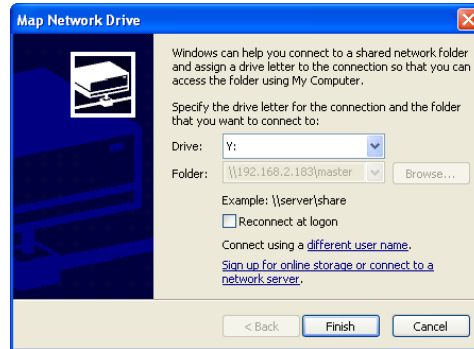 Map Network Drive
Windows can help you connect to a shared network folder
and assign a drive letter to the connection so that you can
access the folder using My Computer.
Specify the drive letter for the connection and the folder
that you want to connect to:
Drive: Y:
Folder: \\192.168.2.183\master Browse...
Example: \\server\share
Reconnect at logon
Connect using a different user name.
Sign up for online storage or connect to a
network server.
< Back Finish Cancel